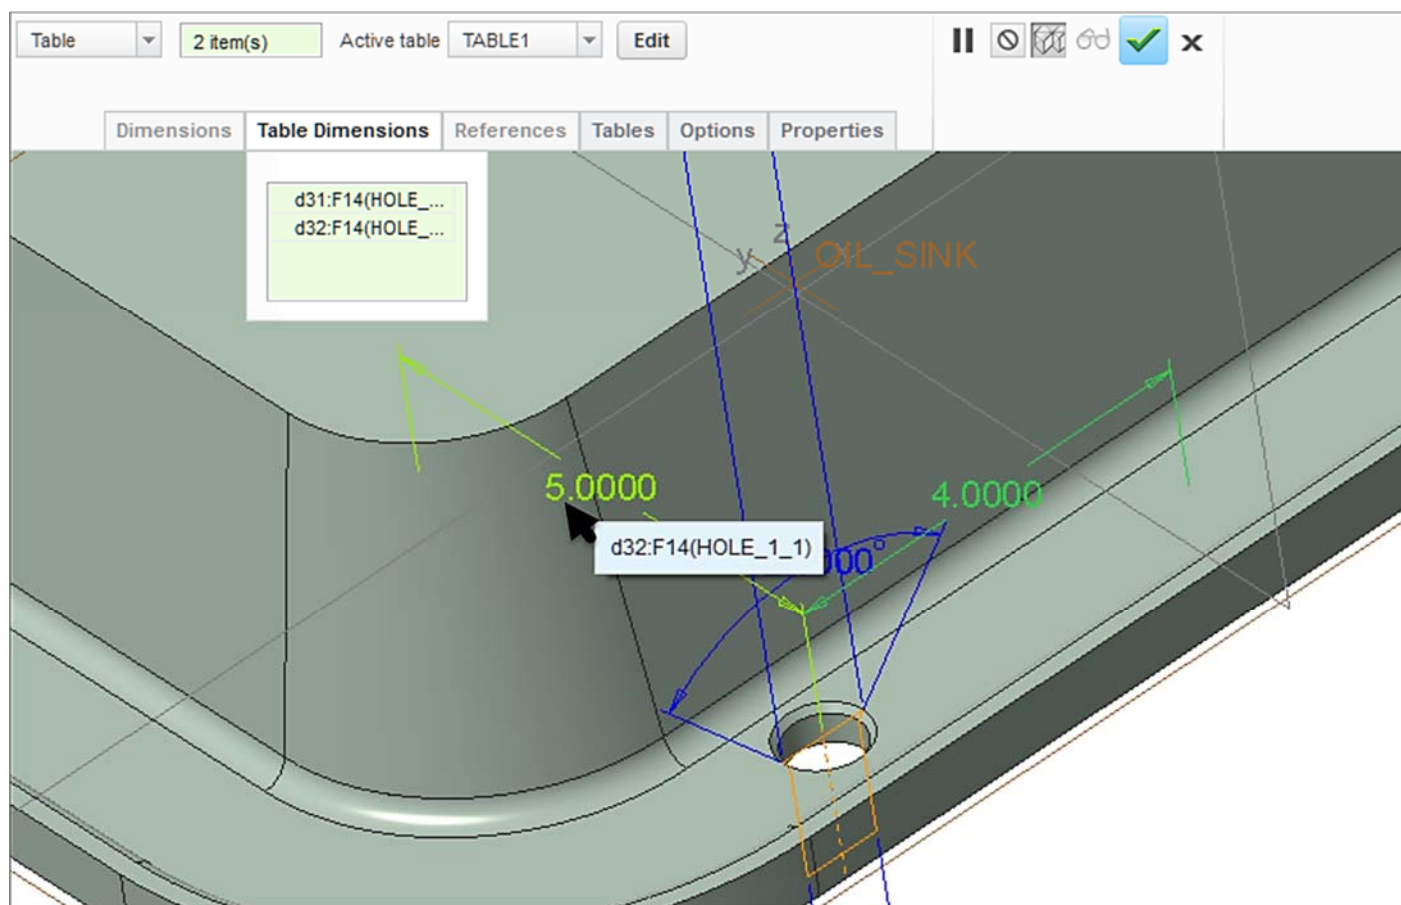 Table 2 item(s) Active table TABLE1 Edit
Dimensions Table Dimensions References Tables Options Properties
d31:F14(HOLE_...
d32:F14(HOLE_...
z
y OIL_SINK
5.0000 4.0000
d32:F14(HOLE_1_1)